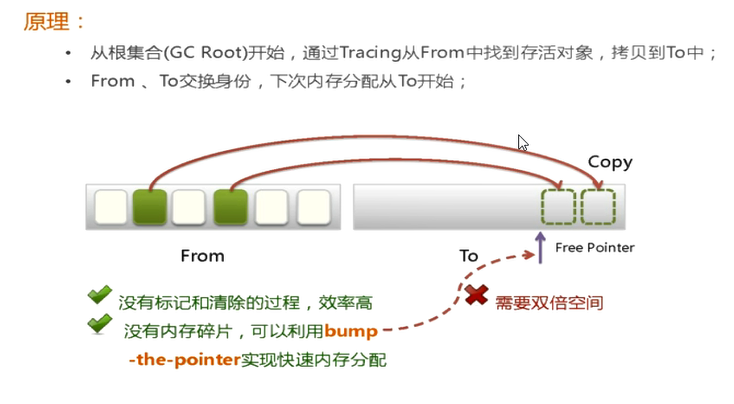 原理：
• 从根集合(GC Root)开始，通过Tracing从From中找到存活对象，拷贝到To中；
• From 、To交换身份，下次内存分配从To开始；
Copy
From
To
Free Pointer
没有标记和清除的过程，效率高
需要双倍空间
没有内存碎片，可以利用bump
-the-pointer实现快速内存分配